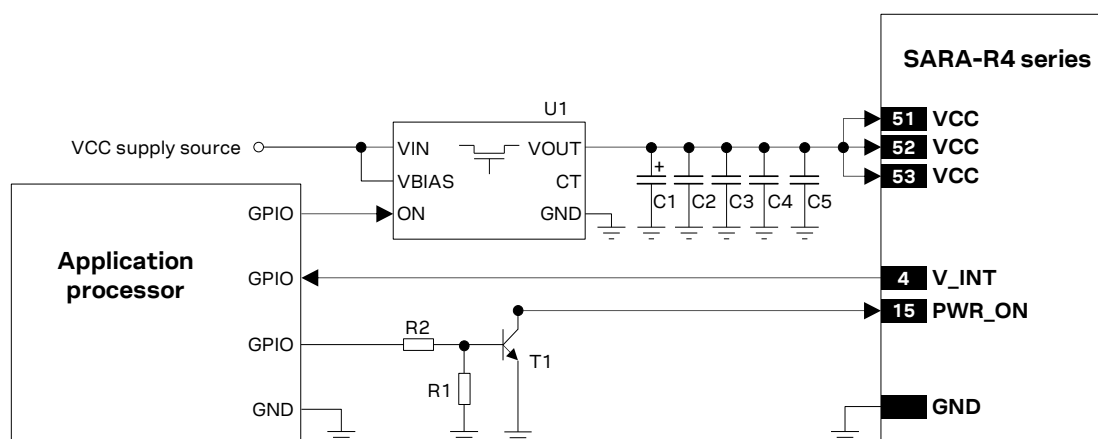 SARA-R4 series
U1
51 VCC
VCC supply source
VIN
VOUT
52 VCC
53 VCC
VBIAS
CT
+
C1
C2
C3
C4
C5
GPIO
ON
GND
Application
processor
GPIO
4 V_INT
15 PWR_ON
R2
GPIO
T1
R1
GND
GND